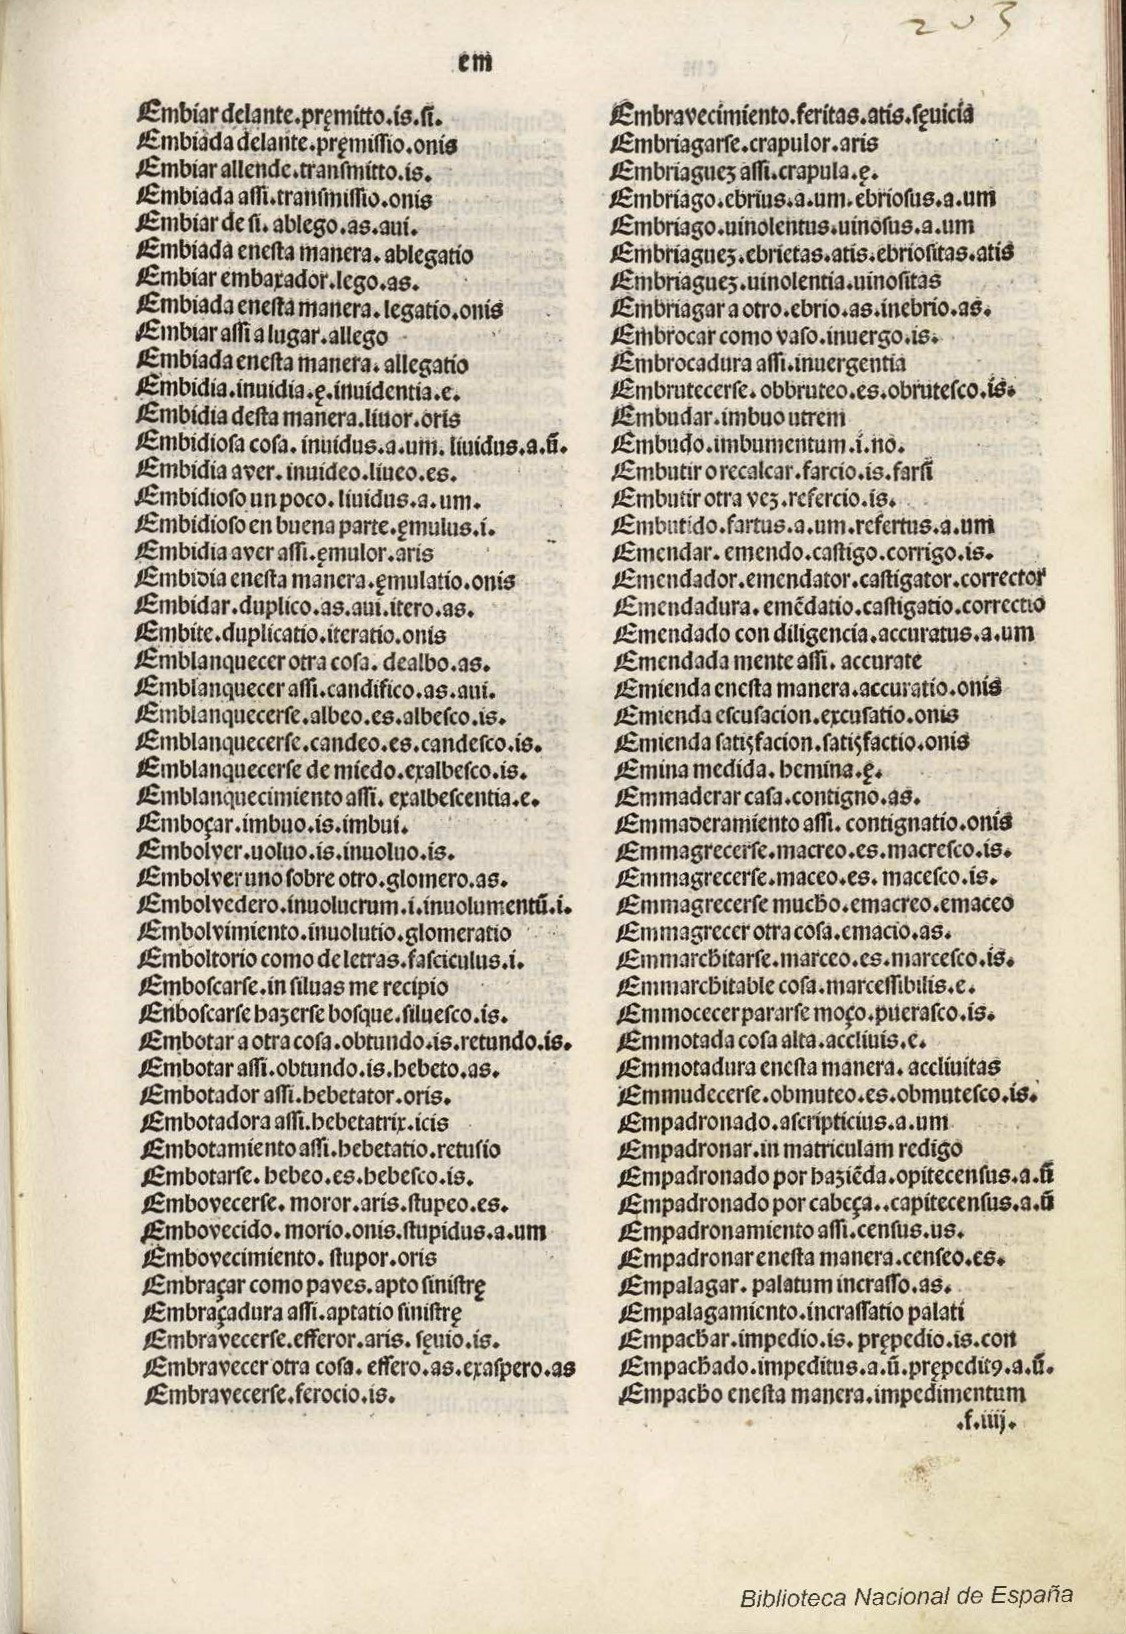 203
em
Embiar delante.pręmitto.is.si.
Embiada delante.pręmissio.onis
Embiar allende.transmitto.is.
Embiada assi.transmissio.onis
Embiar de si.ablego.as.aui.
Embiada enesta manera.ablegatio
Embiar embaxador.lego.as.
Embiada enesta manera.legatio.onis
Embiar assi a lugar.allego
Embiada enesta manera.allegatio
Embidia.inuidia.ę.inuidentia.e.
Embidia desta manera.liuor.oris
Embidiosa cosa.inuidus.a.um.liuidus.a.ũ.
Embidia aver.inuideo.liueo.es.
Embidioso un poco.liuidus.a.um.
Embidioso en buena parte.ęmulus.i.
Embidia aver assi.ęmulor.aris
Embidia enesta manera.ęmulatio.onis
Embidar.duplico.as.aui.itero.as.
Embite.duplicatio.iteratio.onis
Emblanquecer otra cosa.dealbo.as.
Emblanquecer assi.candifico.as.aui.
Emblanquecerse.albeo.es.albesco.is.
Emblanquecerse.candeo.es.candesco.is.
Emblanquecerse de miedo.exalbesco.is.
Emblanquecimiento assi.exalbescentia.e.
Emboçar.imbuo.is.imbui.
Embolver.uoluo.is.inuoluo.is.
Embolver uno sobre otro.glomero.as.
Embolvedero.inuolucrum.i.inuolumentũ.i.
Embolvimiento.inuolutio.glomeratio
Emboltorio como de letras.fasciculus.i.
Emboscarse.in siluas me recipio
Enboscarse hazerse bosque.siluesco.is.
Embotar a otra cosa.obtundo.is.retundo.is.
Embotar assi.obtundo.is.hebeto.as.
Embotador assi.hebetator.oris.
Embotadora assi.hebetatrix.icis
Embotamiento assi.hebetatio.retusio
Embotarse.hebeo.es.hebesco.is.
Embovecerse.moror.aris.stupeo.es.
Embovecido.morio.onis.stupidus.a.um
Embovecimiento.stupor.oris
Embraçar como paves.apto sinistrę
Embraçadura assi.aptatio sinistrę
Embravecerse.efferor.aris.sęuio.is.
Embravecer otra cosa.effero.as.exaspero.as
Embravecerse.ferocio.is.
Embravecimiento.feritas.atis.sęuicia
Embriagarse.crapulor.aris
Embriaguez assi.crapula.ę.
Embriago.ebrius.a.um.ebriosus.a.um
Embriago.uinolentus.uinosus.a.um
Embriaguez.ebrietas.atis.ebriositas.atis
Embriaguez.uinolentia.uinositas
Embriagar a otro.ebrio.as.inebrio.as.
Embrocar como vaso.inuergo.is.
Embrocadura assi.inuergentia
Embrutecerse.obbruteo.es.obrutesco.is.
Embudar.imbuo utrem
Embudo.imbumentum.i.no.
Embutir o recalcar.farcio.is.farsi
Embutir otra vez.refercio.is.
Embutido.fartus.a.um.refertus.a.um
Emendar.emendo.castigo.corrigo.is.
Emendador.emendator.castigator.corrector
Emendadura.emẽdatio.castigatio.correctio
Emendado con diligencia.accuratus.a.um
Emendada mente assi.accurate
Emienda enesta manera.accuratio.onis
Emienda escusacion.excusatio.onis
Emienda satisfacion.satisfactio.onis
Emina medida.hemina.ę.
Emmaderar casa.contigno.as.
Emmaderamiento assi.contignatio.onis
Emmagrecerse.macreo.es.macresco.is.
Emmagrecerse.maceo.es.macesco.is.
Emmagrecerse mucho.emacreo.emaceo
Emmagrecer otra cosa.emacio.as.
Emmarchitarse.marceo.es.marcesco.is.
Emmarchitable cosa.marcessibilis.e.
Emmocecer pararse moço.puerasco.is.
Emmotada cosa alta.accliuis.e.
Emmotadura enesta manera.accliuitas
Emmudecerse.obmuteo.es.obmutesco.is.
Empadronado.ascripticius.a.um
Empadronar.in matriculam redigo
Empadronado por haziẽda.opitecensus.a.ũ
Empadronado por cabeça..capitecensus.a.ũ
Empadronamiento assi.census.us.
Empadronar enesta manera.censeo.es.
Empalagar.palatum incrasso.as.
Empalagamiento.incrassatio palati
Empachar.impedio.is.prępedio.is.con
Empachado.impeditus.a.ũ.prępeditꝰ.a.ũ.
Empacho enesta manera.impedimentum
.f.iiij.
Biblioteca Nacional de España